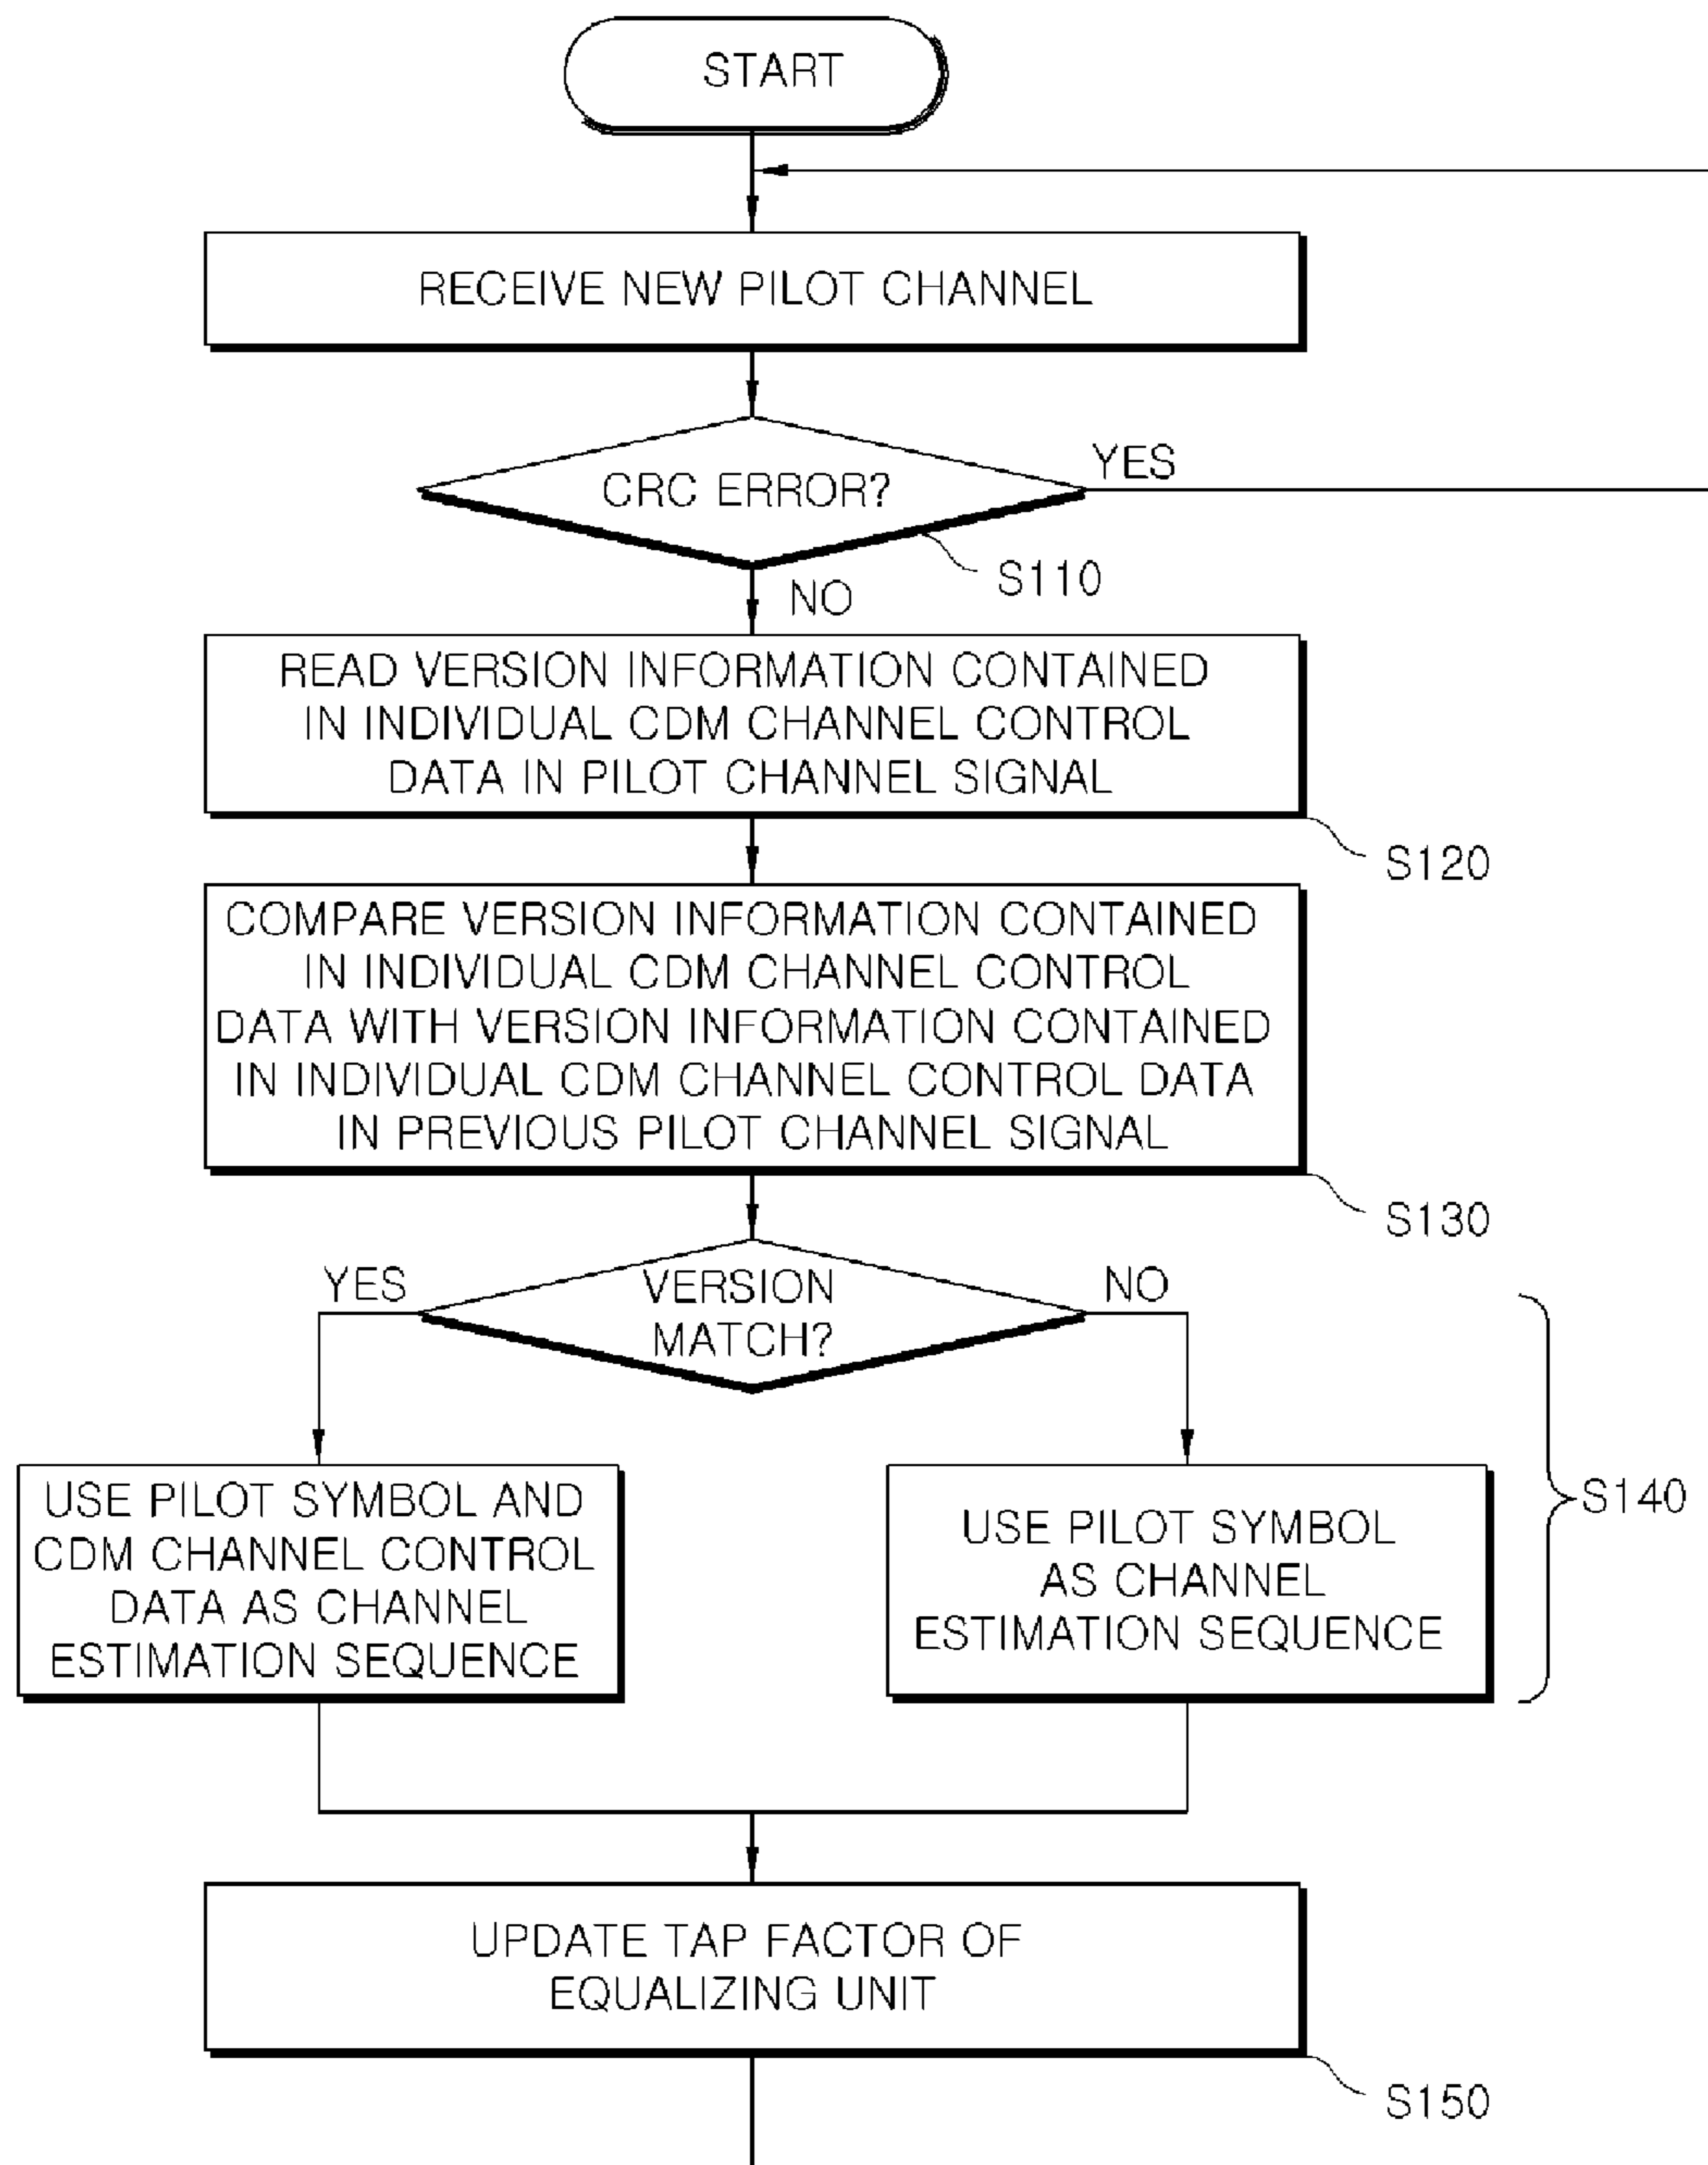 START
RECEIVE NEW PILOT CHANNEL
CRC ERROR?
YES
S110
NO
READ VERSION INFORMATION CONTAINED
IN INDIVIDUAL CDM CHANNEL CONTROL
DATA IN PILOT CHANNEL SIGNAL
S120
COMPARE VERSION INFORMATION CONTAINED
IN INDIVIDUAL CDM CHANNEL CONTROL
DATA WITH VERSION INFORMATION CONTAINED
IN INDIVIDUAL CDM CHANNEL CONTROL DATA
IN PREVIOUS PILOT CHANNEL SIGNAL
S130
YES
VERSION
MATCH?
NO
USE PILOT SYMBOL AND
CDM CHANNEL CONTROL
DATA AS CHANNEL
ESTIMATION SEQUENCE
USE PILOT SYMBOL
AS CHANNEL
ESTIMATION SEQUENCE
S140
UPDATE TAP FACTOR OF
EQUALIZING UNIT
S150